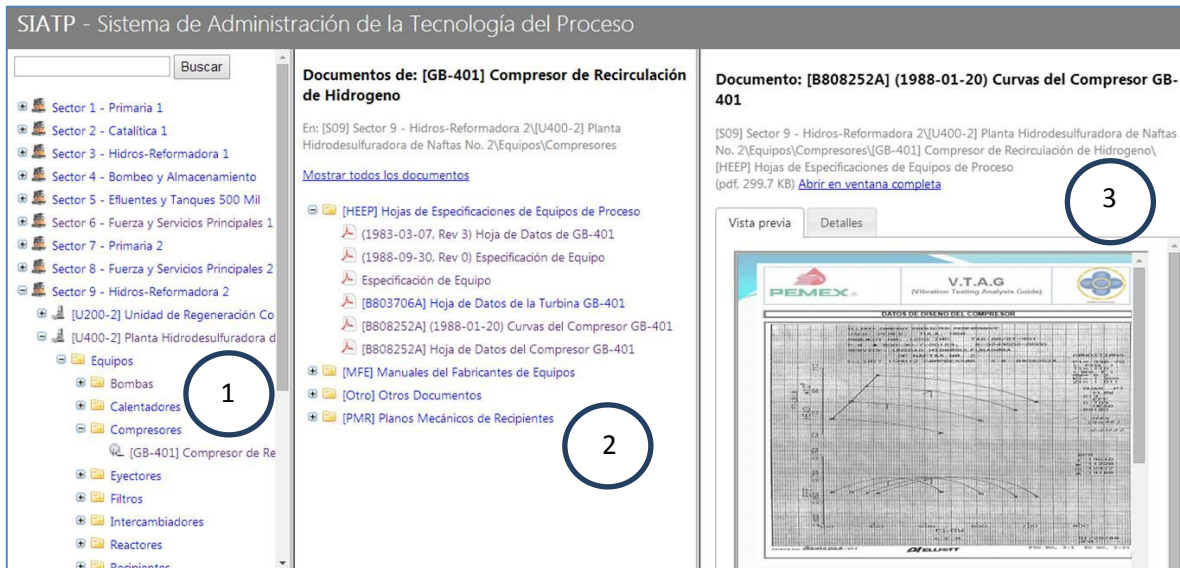 SIATP - Sistema de Administración de la Tecnología del Proceso
Buscar
Sector 1 - Primaria 1
Sector 2 - Catalítica 1
Sector 3 - Hidros-Reformadora 1
Sector 4 - Bombeo y Almacenamiento
Sector 5 - Efluentes y Tanques 500 Mil
Sector 6 - Fuerza y Servicios Principales 1
Sector 7 - Primaria 2
Sector 8 - Fuerza y Servicios Principales 2
Sector 9 - Hidros-Reformadora 2
[U200-2] Unidad de Regeneración Co
[U400-2] Planta Hidrodesulfuradora d
Equipos
Bombas
Calentadores
Compresores
[GB-401] Compresor de Re
Eyectores
Filtros
Intercambiadores
Reactores
Recipientes
1
Documentos de: [GB-401] Compresor de Recirculación
de Hidrogeno
En: [S09] Sector 9 - Hidros-Reformadora 2\[U400-2] Planta
Hidrodesulfuradora de Naftas No. 2\Equipos\Compresores
Mostrar todos los documentos
[HEEP] Hojas de Especificaciones de Equipos de Proceso
(1983-03-07, Rev 3) Hoja de Datos de GB-401
(1988-09-30, Rev 0) Especificación de Equipo
Especificación de Equipo
[B803706A] Hoja de Datos de la Turbina GB-401
[B808252A] (1988-01-20) Curvas del Compresor GB-401
[B808252A] Hoja de Datos del Compresor GB-401
[MFE] Manuales del Fabricantes de Equipos
[Otro] Otros Documentos
[PMR] Planos Mecánicos de Recipientes
2
Documento: [B808252A] (1988-01-20) Curvas del Compresor GB-
401
[S09] Sector 9 - Hidros-Reformadora 2\[U400-2] Planta Hidrodesulfuradora de Naftas
No. 2\Equipos\Compresores\[GB-401] Compresor de Recirculación de Hidrogeno\
[HEEP] Hojas de Especificaciones de Equipos de Proceso
(pdf, 299.7 KB) Abrir en ventana completa
3
Vista previa
Detalles
PEMEX
V.T.A.G
(Vibration Testing Analysis Guide)
DATOS DE DISEÑO DEL COMPRESOR
FLOW
ELLIOTT